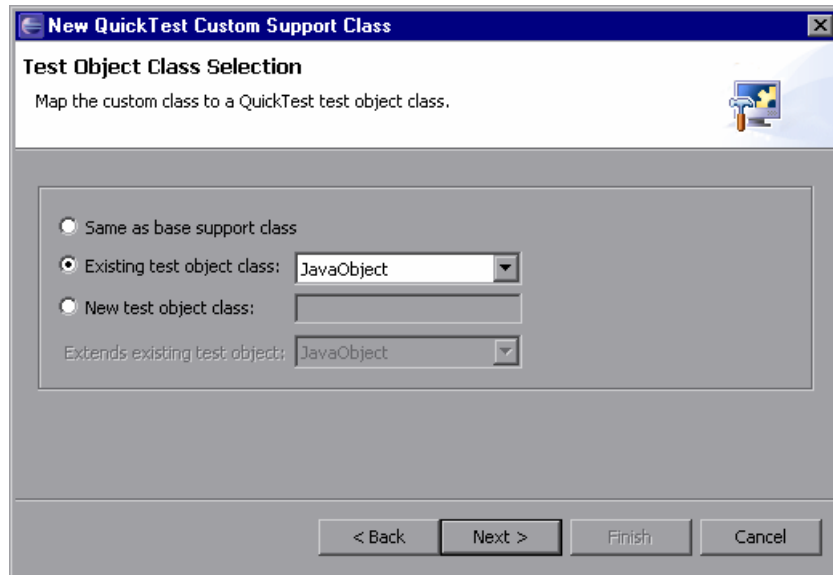 New QuickTest Custom Support Class
Test Object Class Selection
Map the custom class to a QuickTest test object class.
Same as base support class
Existing test object class: JavaObject
New test object class:
Extends existing test object: JavaObject
< Back Next > Finish Cancel